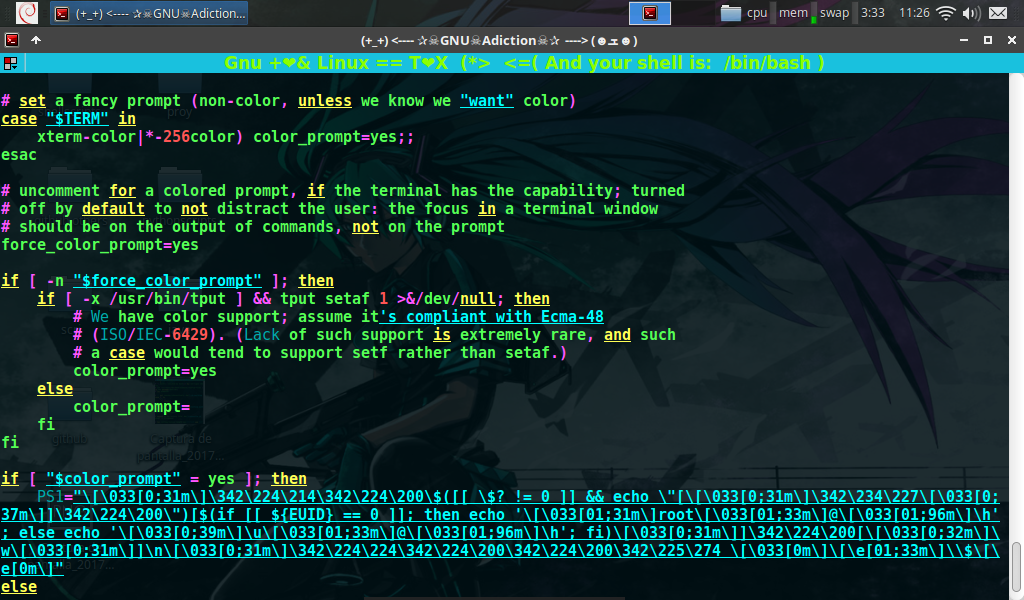 (+_+) <---- ✰☠GNU☠Adiction...
cpu mem swap 3:33 11:26
(+_+) <---- ✰☠GNU☠Adiction☠✰ ---->
Gnu +❤& Linux == T❤X (*> <=( And your shell is: /bin/bash )
# set a fancy prompt (non-color, unless we know we "want" color)
case "$TERM" in
    xterm-color|*-256color) color_prompt=yes;;
esac
# uncomment for a colored prompt, if the terminal has the capability; turned
# off by default to not distract the user: the focus in a terminal window
# should be on the output of commands, not on the prompt
force_color_prompt=yes
if [ -n "$force_color_prompt" ]; then
    if [ -x /usr/bin/tput ] && tput setaf 1 >&/dev/null; then
        # We have color support; assume it's compliant with Ecma-48
        # (ISO/IEC-6429). (Lack of such support is extremely rare, and such
        # a case would tend to support setf rather than setaf.)
        color_prompt=yes
    else
        color_prompt=
    fi
fi
if [ "$color_prompt" = yes ]; then
    PS1="\[\033[0;31m\]\342\224\214\342\224\200\$([[ \$? != 0 ]] && echo \"[\[\033[0;31m\]\342\234\227\[\033[0;
37m\]]\342\224\200\")[$(if [[ ${EUID} == 0 ]]; then echo '\[\033[01;31m\]root\[\033[01;33m\]@\[\033[01;96m\]\h'
; else echo '\[\033[0;39m\]\u\[\033[01;33m\]@\[\033[01;96m\]\h'; fi)\[\033[0;31m\]]\342\224\200[\[\033[0;32m\]\
w\[\033[0;31m\]]\n\[\033[0;31m\]\342\224\224\342\224\200\342\224\200\342\225\274 \[\033[0m\]\[\e[01;33m\]\\$\[\
e[0m\]"
else